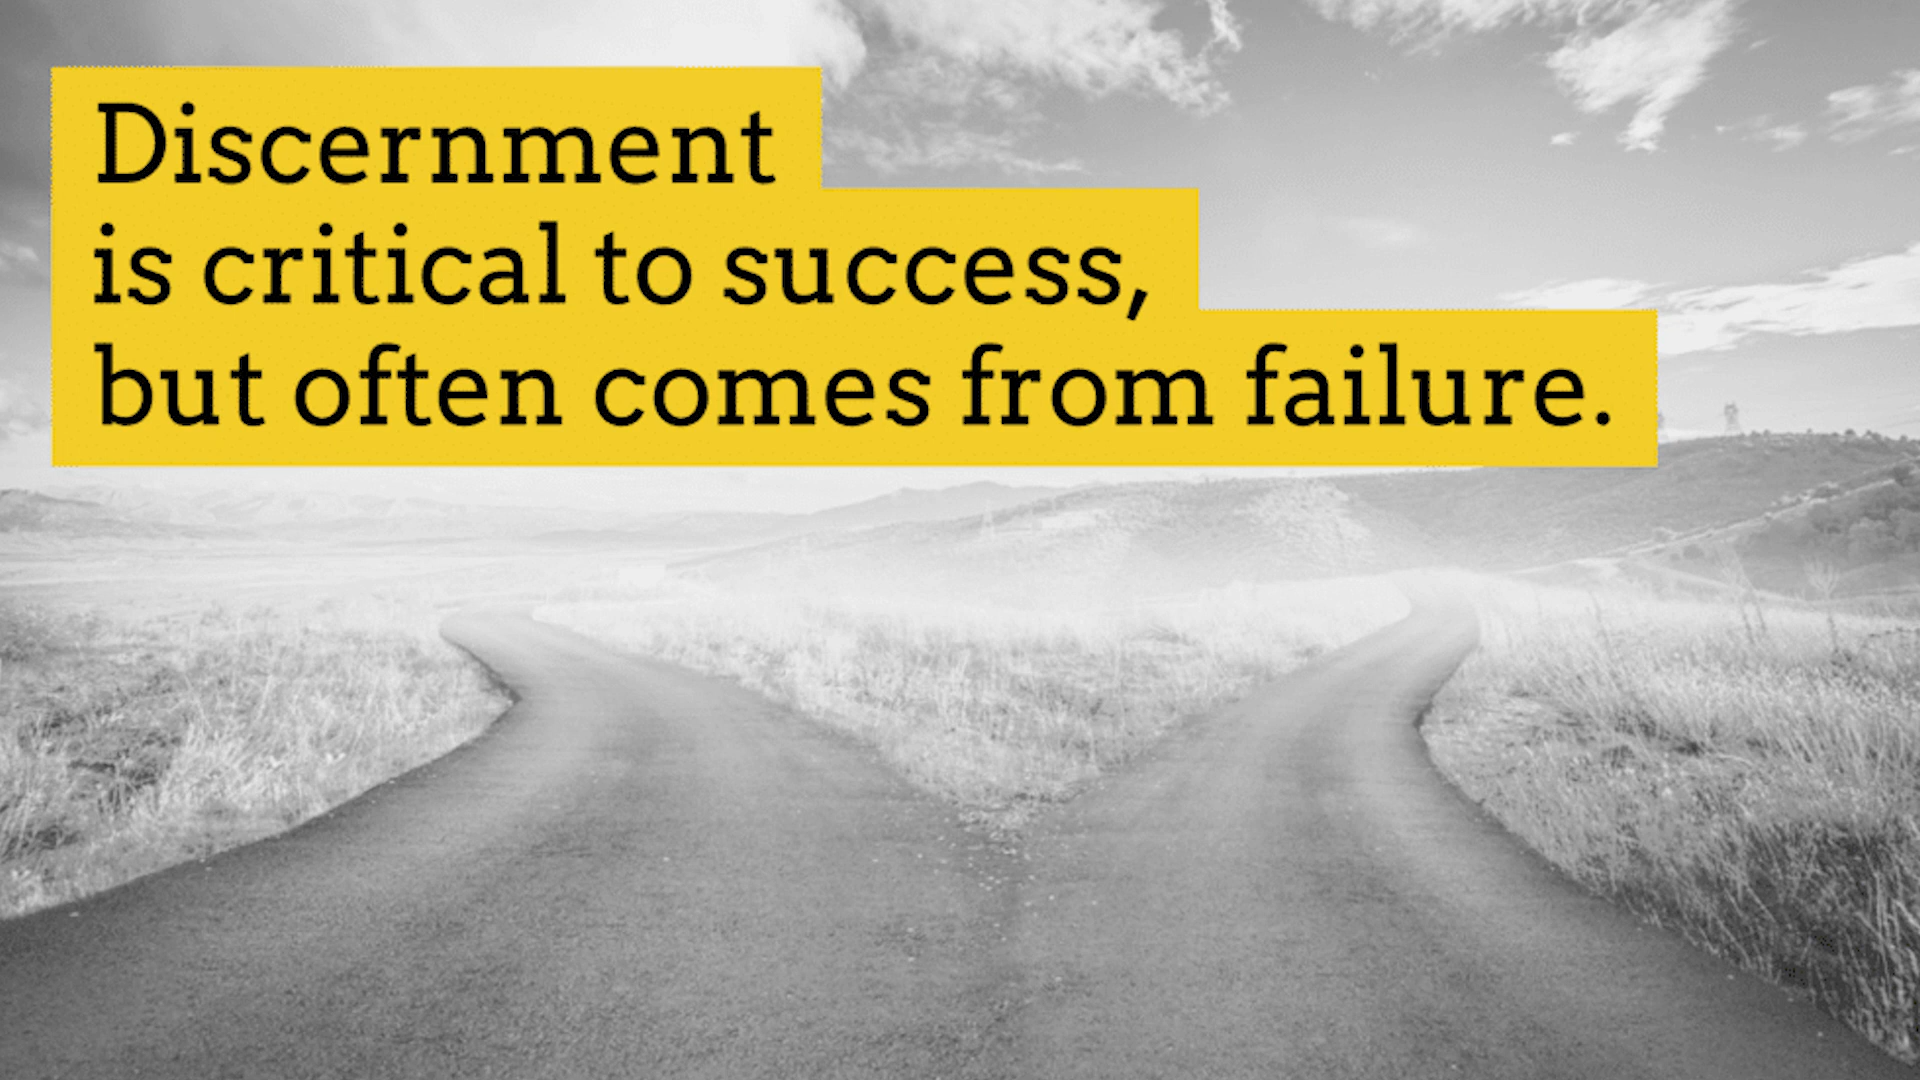 Discernment
is critical to success,
but often comes from failure.